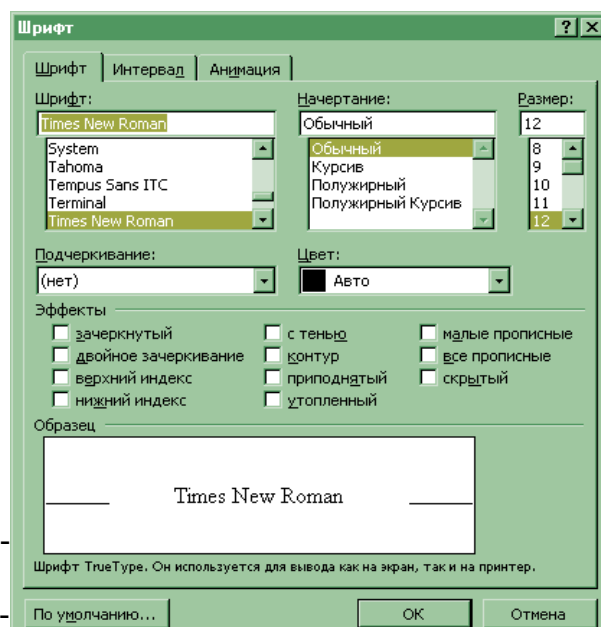 Шрифт
Шрифт Интервал Анимация
Шрифт: Начертание: Размер:
Times New Roman Обычный 12
System Обычный 8
Tahoma Курсив 9
Tempus Sans ITC Полужирный 10
Terminal Полужирный Курсив 11
Times New Roman 12
Подчеркивание: Цвет:
(нет) Авто
Эффекты
зачеркнутый с тенью малые прописные
двойное зачеркивание контур все прописные
верхний индекс приподнятый скрытый
нижний индекс утопленный
Образец
Times New Roman
Шрифт TrueType. Он используется для вывода как на экран, так и на принтер.
По умолчанию... ОК Отмена